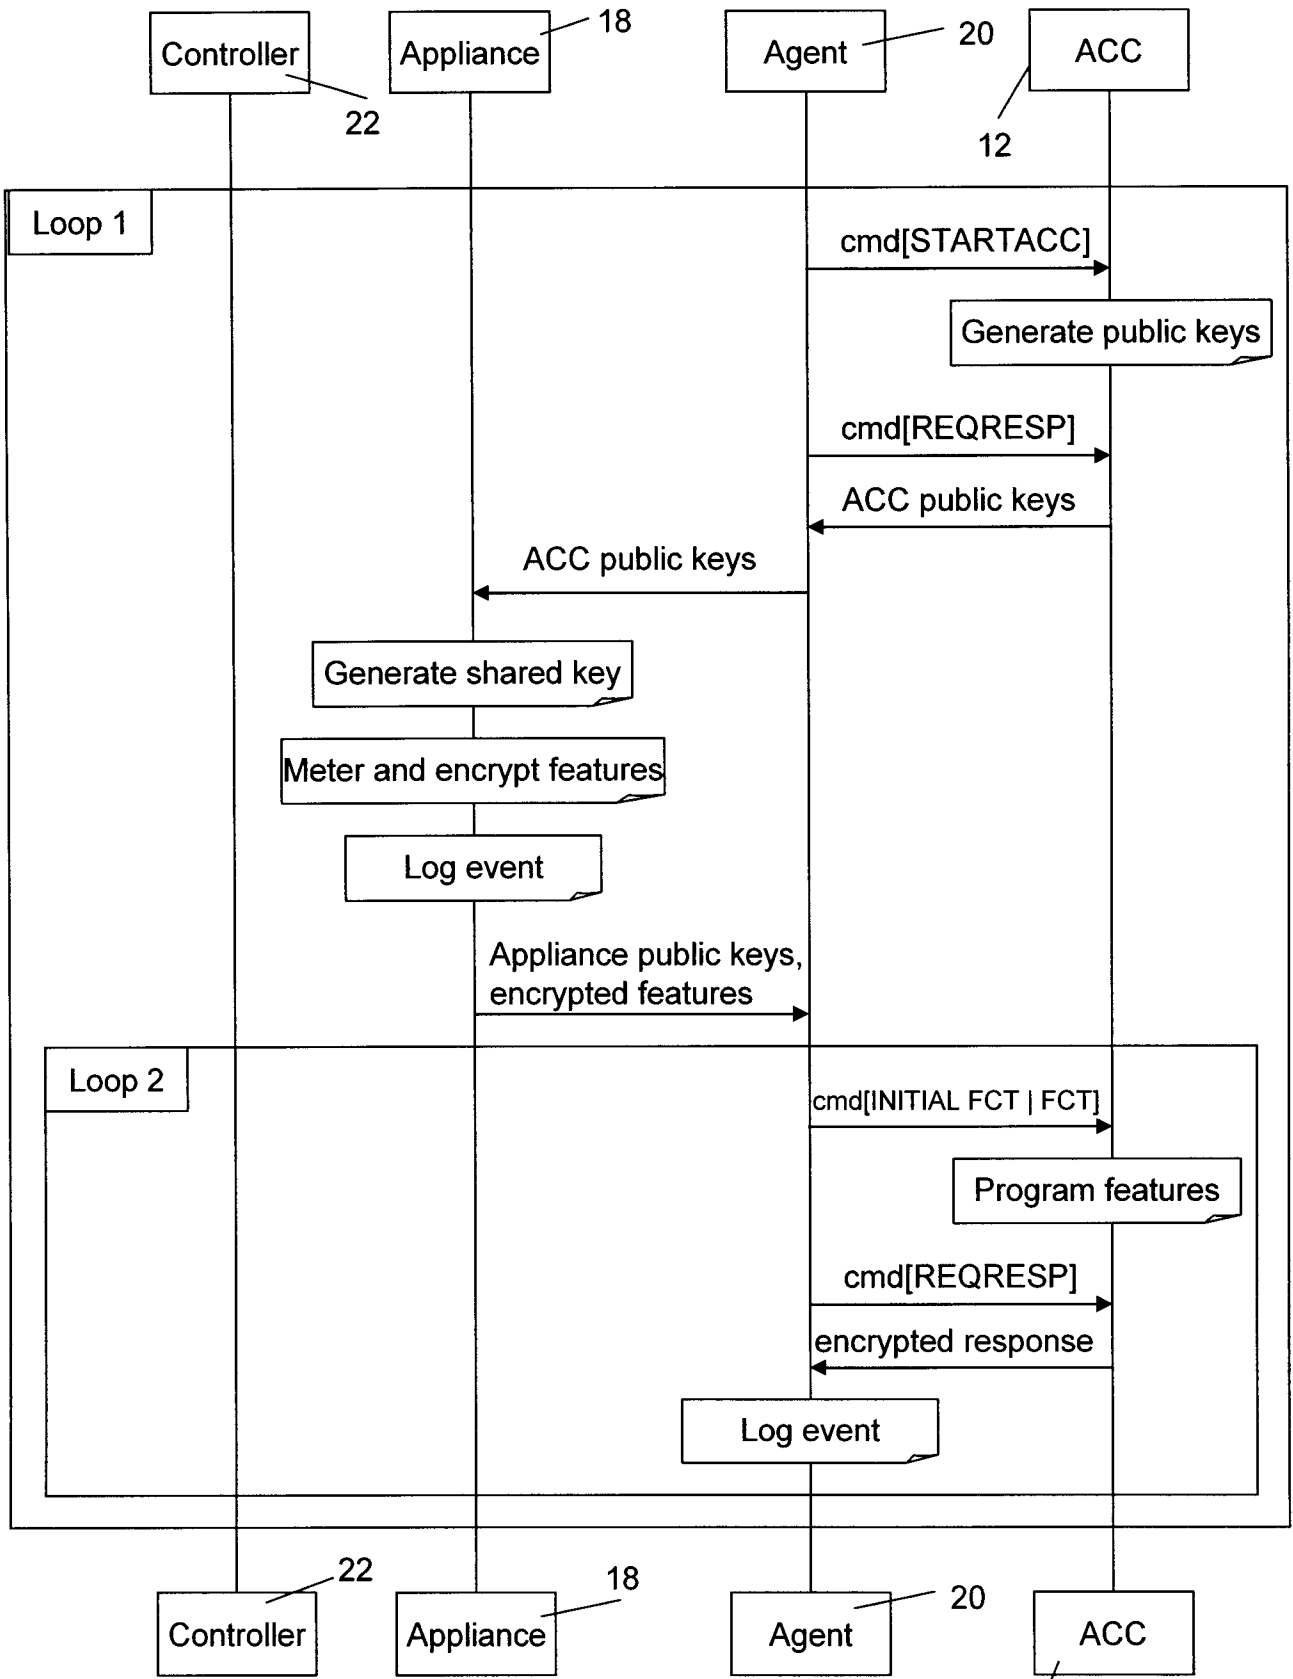 18
20
Controller
Appliance
Agent
ACC
22
12
Loop 1
cmd[STARTACC]
Generate public keys
cmd[REQRESP]
ACC public keys
ACC public keys
Generate shared key
Meter and encrypt features
Log event
Appliance public keys,
encrypted features
Loop 2
cmd[INITIAL FCT | FCT]
Program features
cmd[REQRESP]
encrypted response
Log event
22
18
20
Controller
Appliance
Agent
ACC